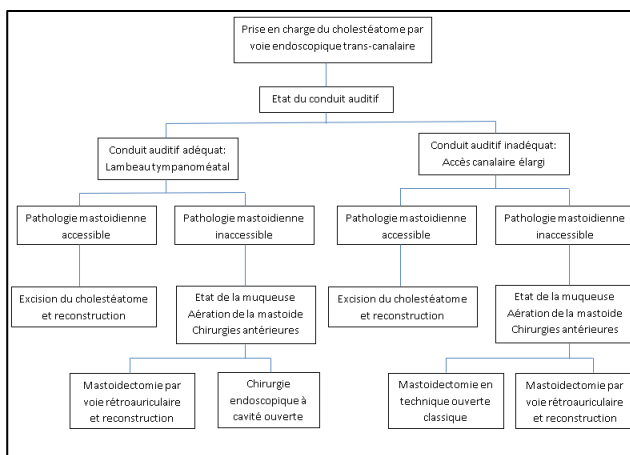 Prise en charge du cholestéatome par
voie endoscopique trans-canalaire
Etat du conduit auditif
Conduit auditif adéquat:
Lambeau tympanoméatal
Conduit auditif inadéquat:
Accès canalaire élargi
Pathologie mastoidienne
accessible
Pathologie mastoidienne
inaccessible
Pathologie mastoidienne
accessible
Pathologie mastoidienne
inaccessible
Excision du cholestéatome
et reconstruction
Etat de la muqueuse
Aération de la mastoide
Chirurgies antérieures
Excision du cholestéatome
et reconstruction
Etat de la muqueuse
Aération de la mastoide
Chirurgies antérieures
Mastoidectomie par
voie rétroauriculaire
et reconstruction
Chirurgie
endoscopique à
cavité ouverte
Mastoidectomie en
technique ouverte
classique
Mastoidectomie par
voie rétroauriculaire
et reconstruction